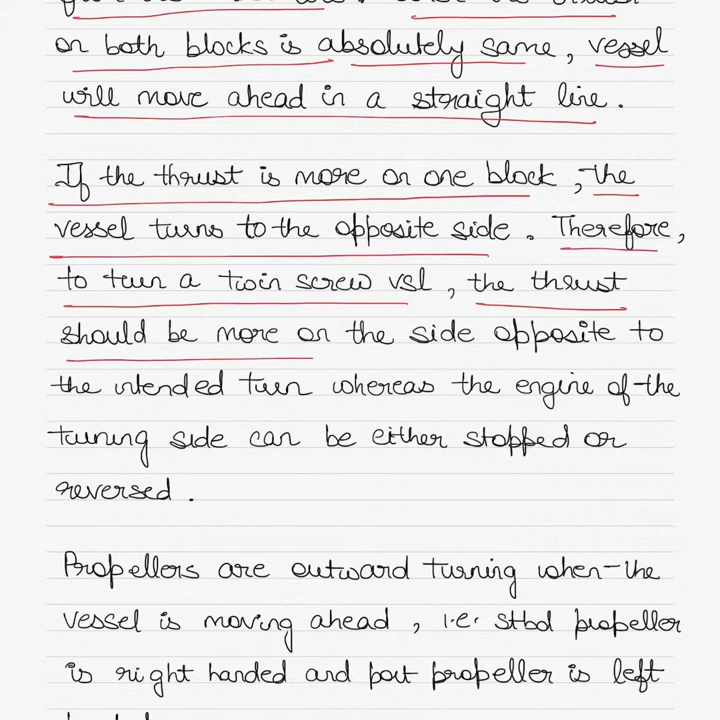 on both blocks is absolutely same, vessel
will move ahead in a straight line.
If the thrust is more on one block, the
vessel turns to the opposite side. Therefore,
to turn a twin screw vsl, the thrust
should be more on the side opposite to
the intended turn whereas the engine of the
turning side can be either stopped or
reversed.
Propellers are outward turning when the
vessel is moving ahead, i.e. stbd propeller
is right handed and port propeller is left